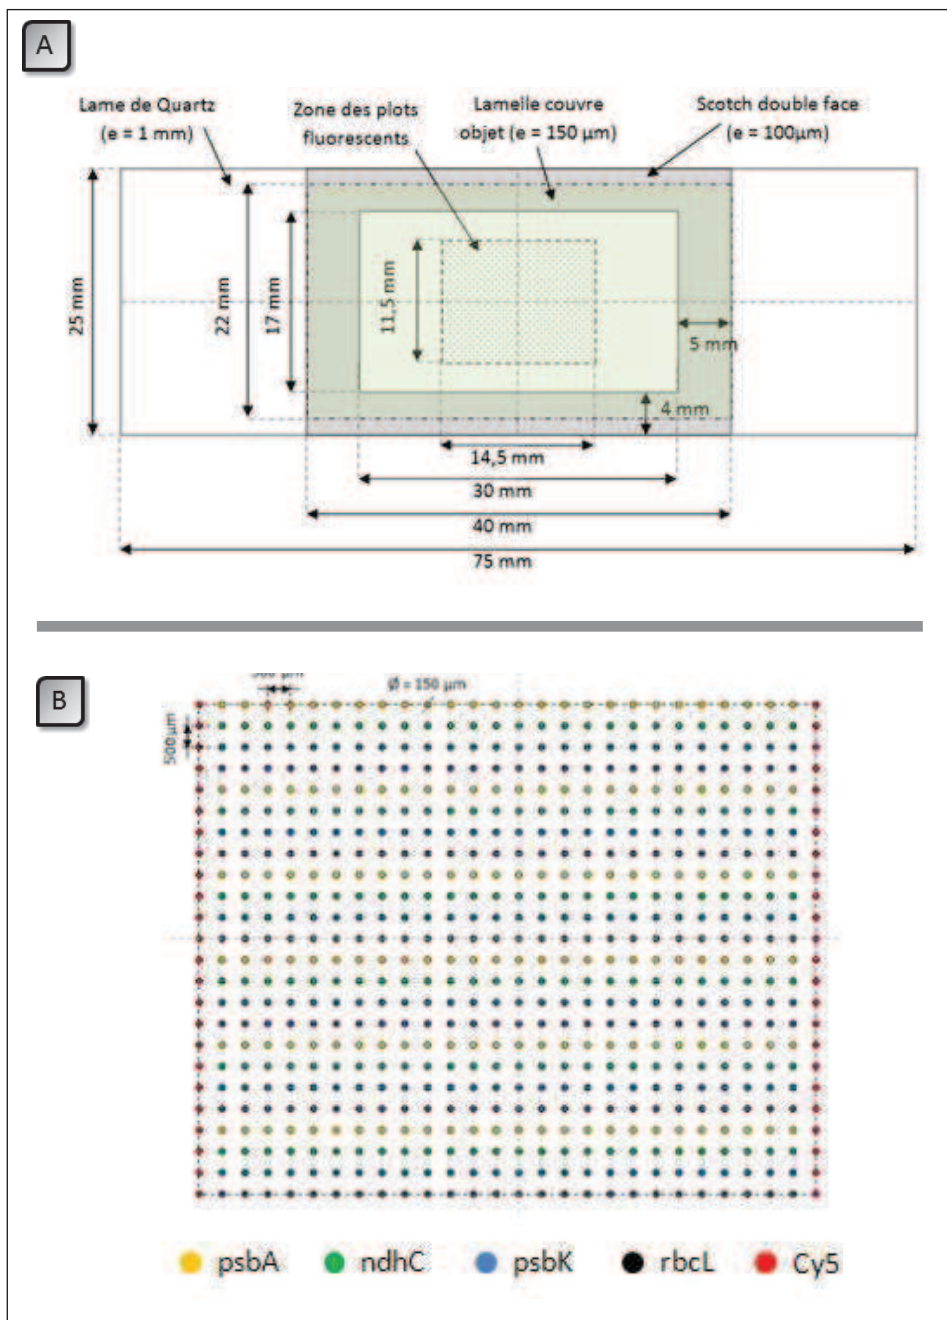 A
Lame de Quartz
(e = 1 mm)
Zone des plots
fluorescents
Lamelle couvre
objet (e = 150 µm)
Scotch double face
(e = 100µm)
25 mm
22 mm
17 mm
11,5 mm
5 mm
4 mm
14,5 mm
30 mm
40 mm
75 mm
B
Ø = 150 µm
500µm
psbA
ndhC
psbK
rbcL
Cy5